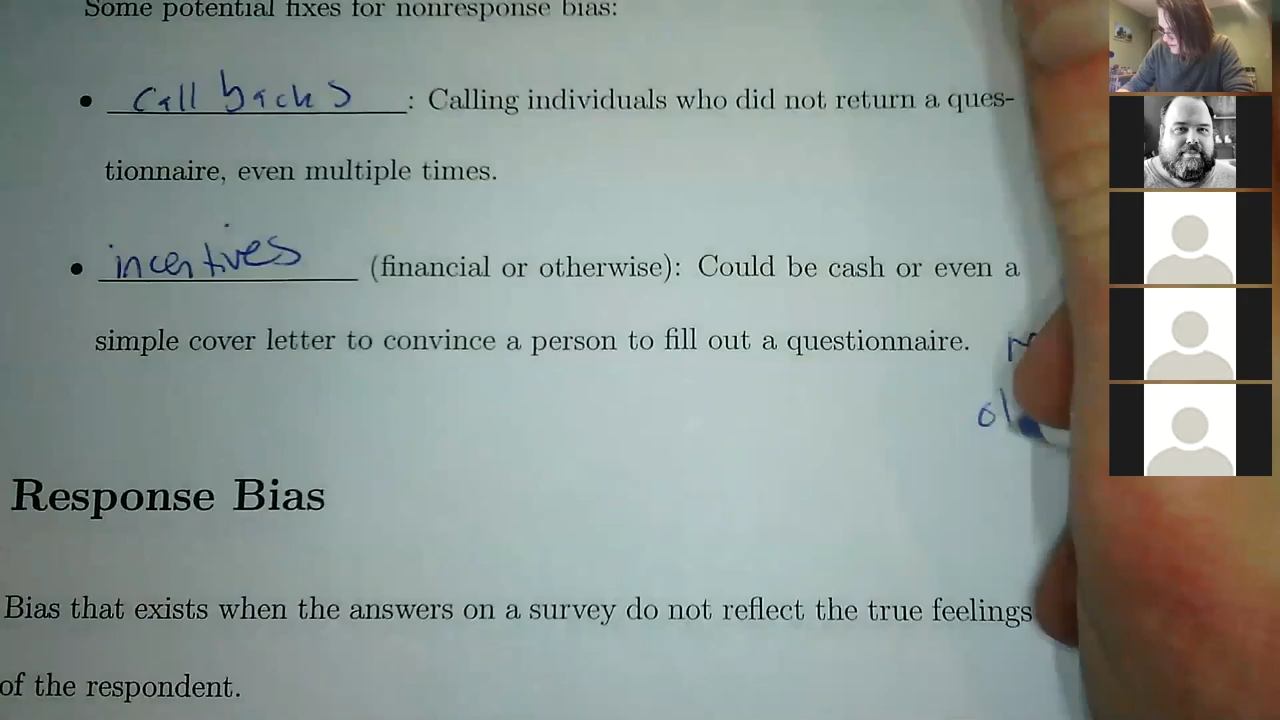 Some potential fixes for nonresponse bias:
• call backs : Calling individuals who did not return a ques-
tionnaire, even multiple times.
• incentives (financial or otherwise): Could be cash or even a
simple cover letter to convince a person to fill out a questionnaire.
Response Bias
Bias that exists when the answers on a survey do not reflect the true feelings
of the respondent.